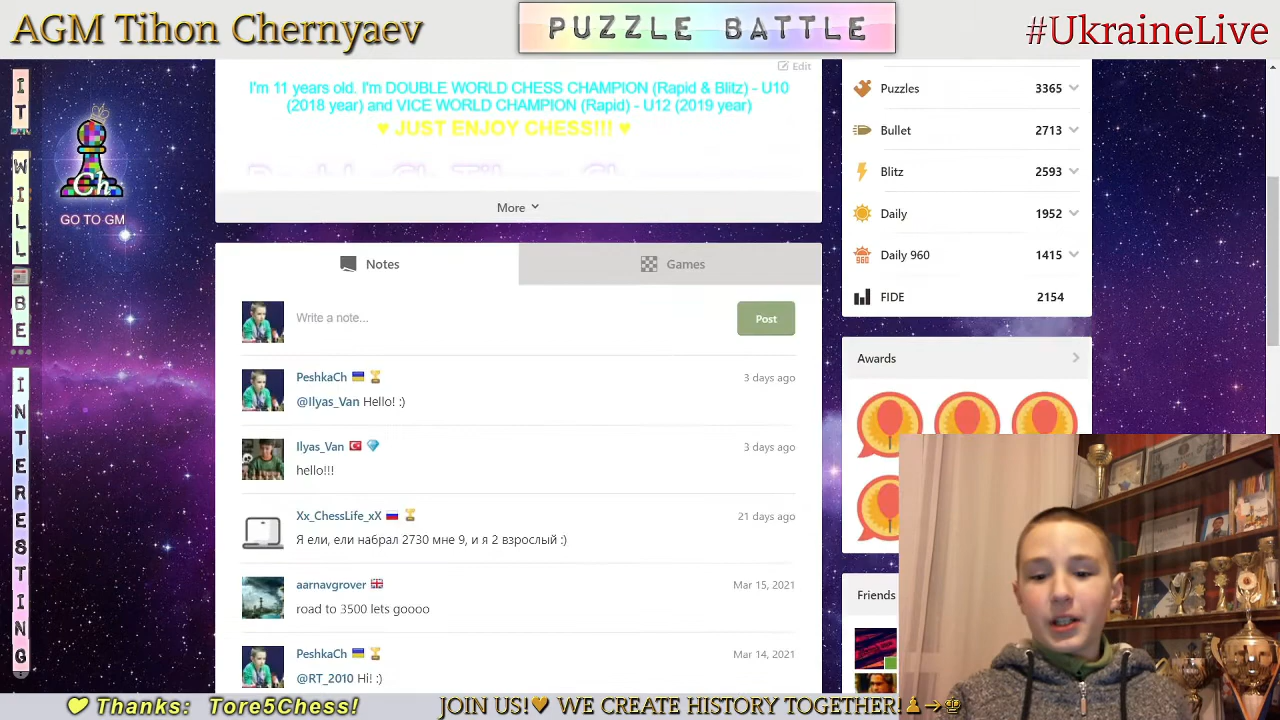 AGM Tihon Chernyaev
PUZZLE BATTLE
#UkraineLive
IT
WILL
BE
INTERESTING
Ch
GO TO GM
Edit
I'm 11 years old. I'm DOUBLE WORLD CHESS CHAMPION (Rapid & Blitz) - U10
(2018 year) and VICE WORLD CHAMPION (Rapid) - U12 (2019 year)
♥ JUST ENJOY CHESS!!! ♥
More
Notes
Games
Write a note...
Post
PeshkaCh
3 days ago
@Ilyas_Van Hello! :)
Ilyas_Van
3 days ago
hello!!!
Xx_ChessLife_xX
21 days ago
Я ели, ели набрал 2730 мне 9, и я 2 взрослый :)
aarnavgrover
Mar 15, 2021
road to 3500 lets goooo
PeshkaCh
Mar 14, 2021
@RT_2010 Hi! :)
Puzzles 3365
Bullet 2713
Blitz 2593
Daily 1952
960
Daily 960 1415
FIDE 2154
Awards
Friends
Thanks: Tore5Chess!
JOIN US!♥ WE CREATE HISTORY TOGETHER!♟→♚